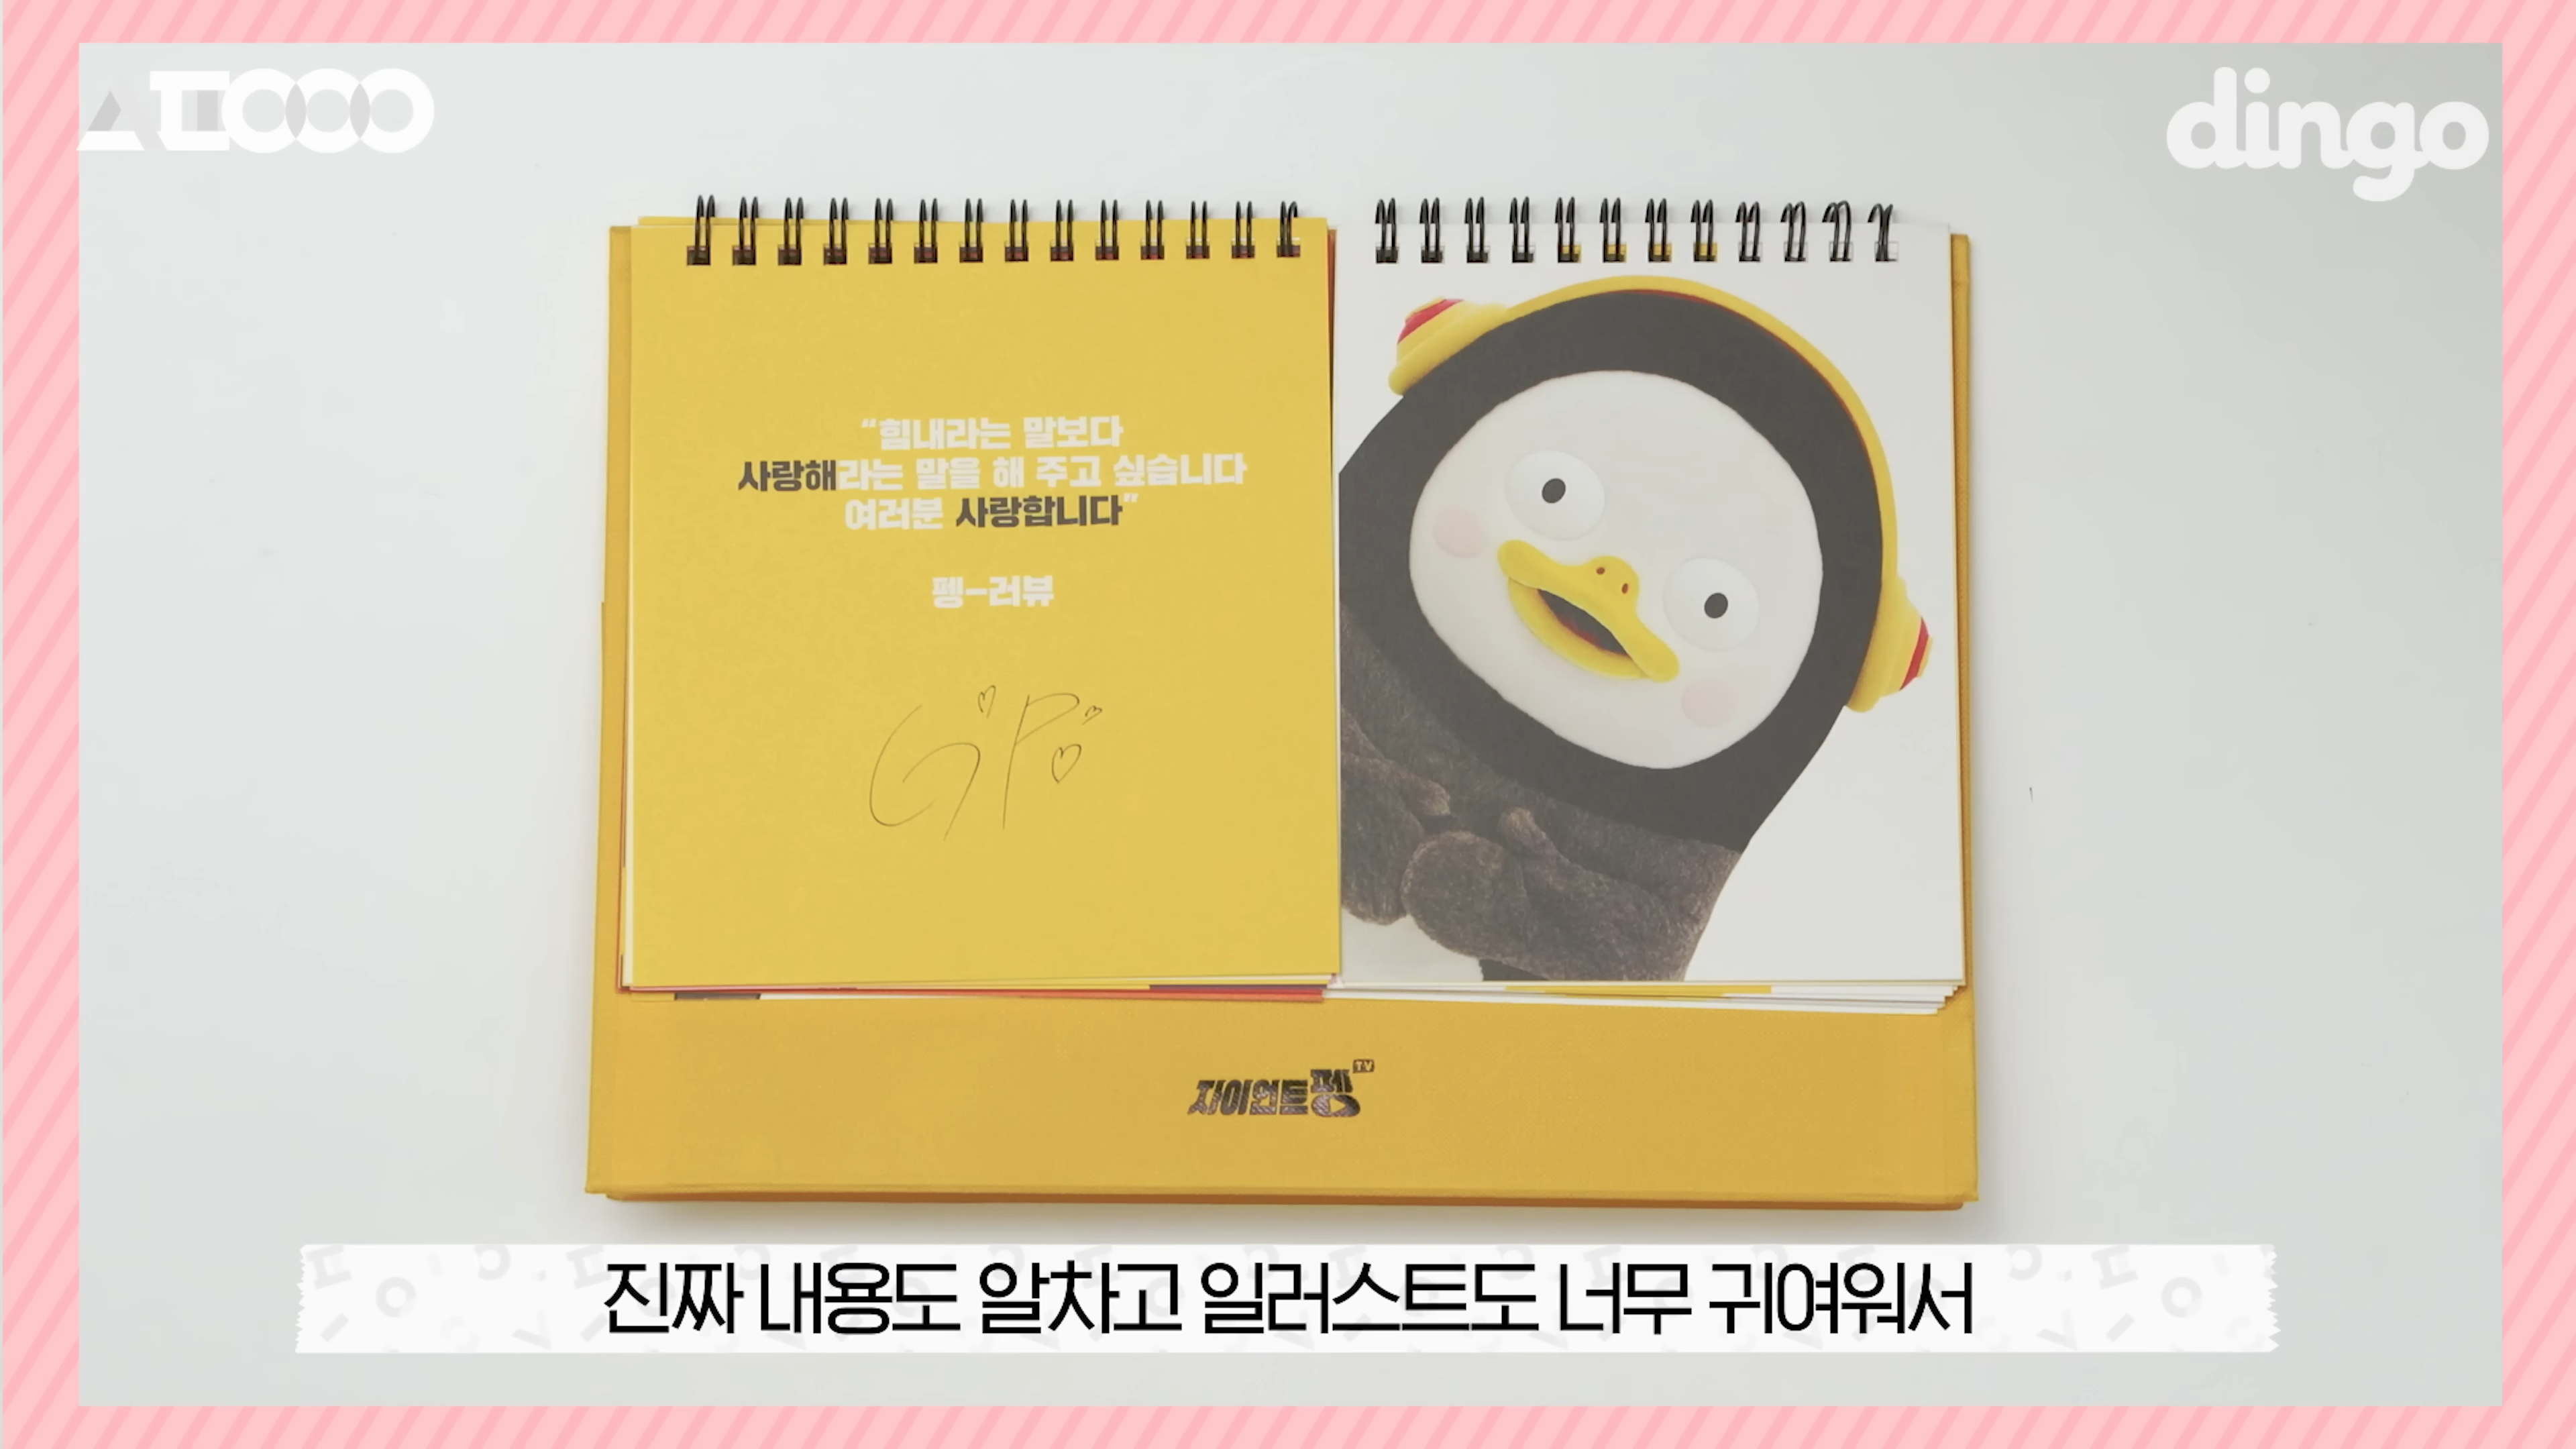 dingo
“힘내라는 말보다
사랑해라는 말을 해 주고 싶습니다
여러분 사랑합니다”
펭-러뷰
자이언트펭TV
진짜 내용도 알차고 일러스트도 너무 귀여워서